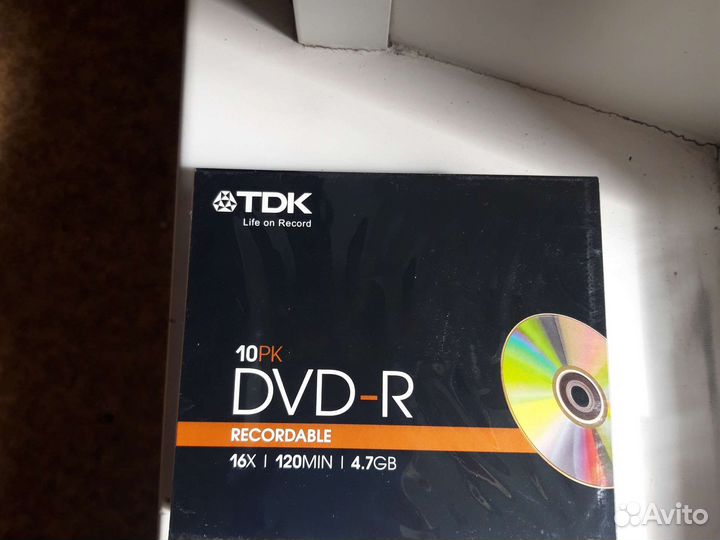 TDK
Life on Record
10PK
DVD-R
RECORDABLE
16X | 120MIN | 4.7GB
Avito